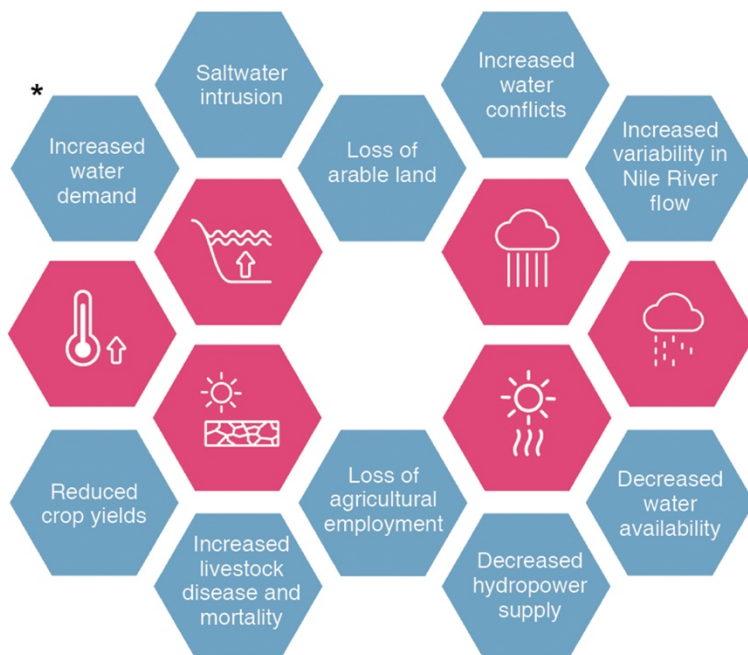 *
Saltwater
intrusion
Increased
water
conflicts
Increased
water
demand
Loss of
arable land
Increased
variability in
Nile River
flow
Reduced
crop yields
Loss of
agricultural
employment
Decreased
water
availability
Increased
livestock
disease and
mortality
Decreased
hydropower
supply